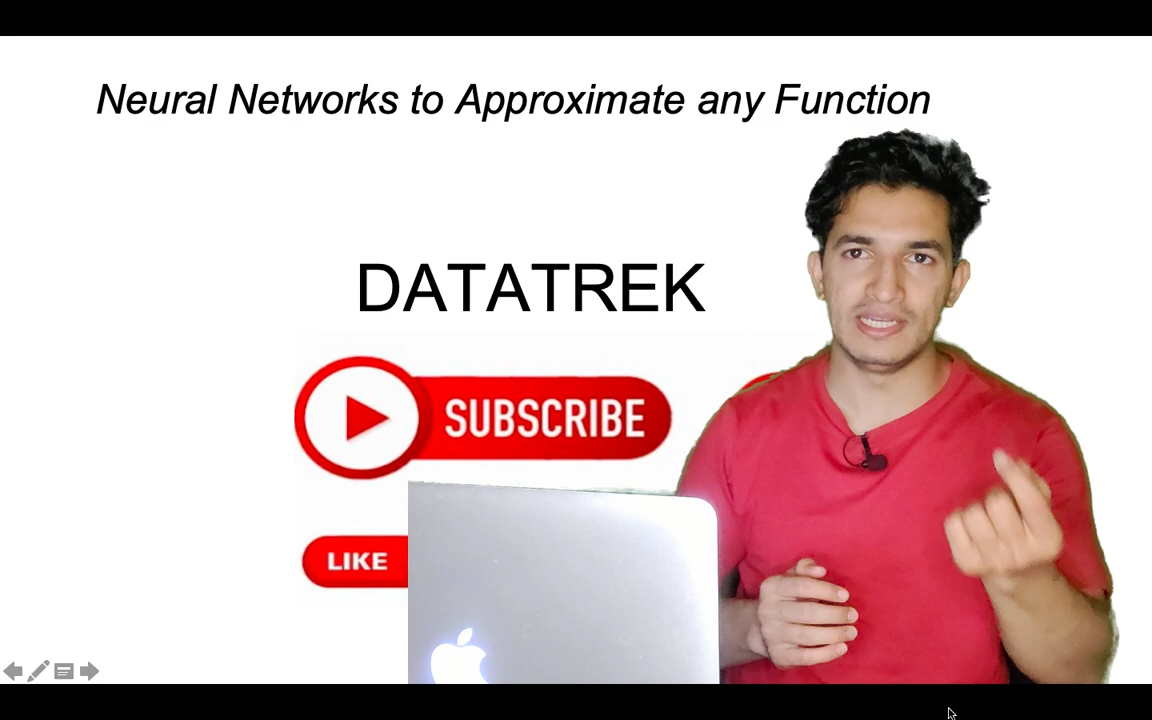 Neural Networks to Approximate any Function
DATATREK
SUBSCRIBE
LIKE